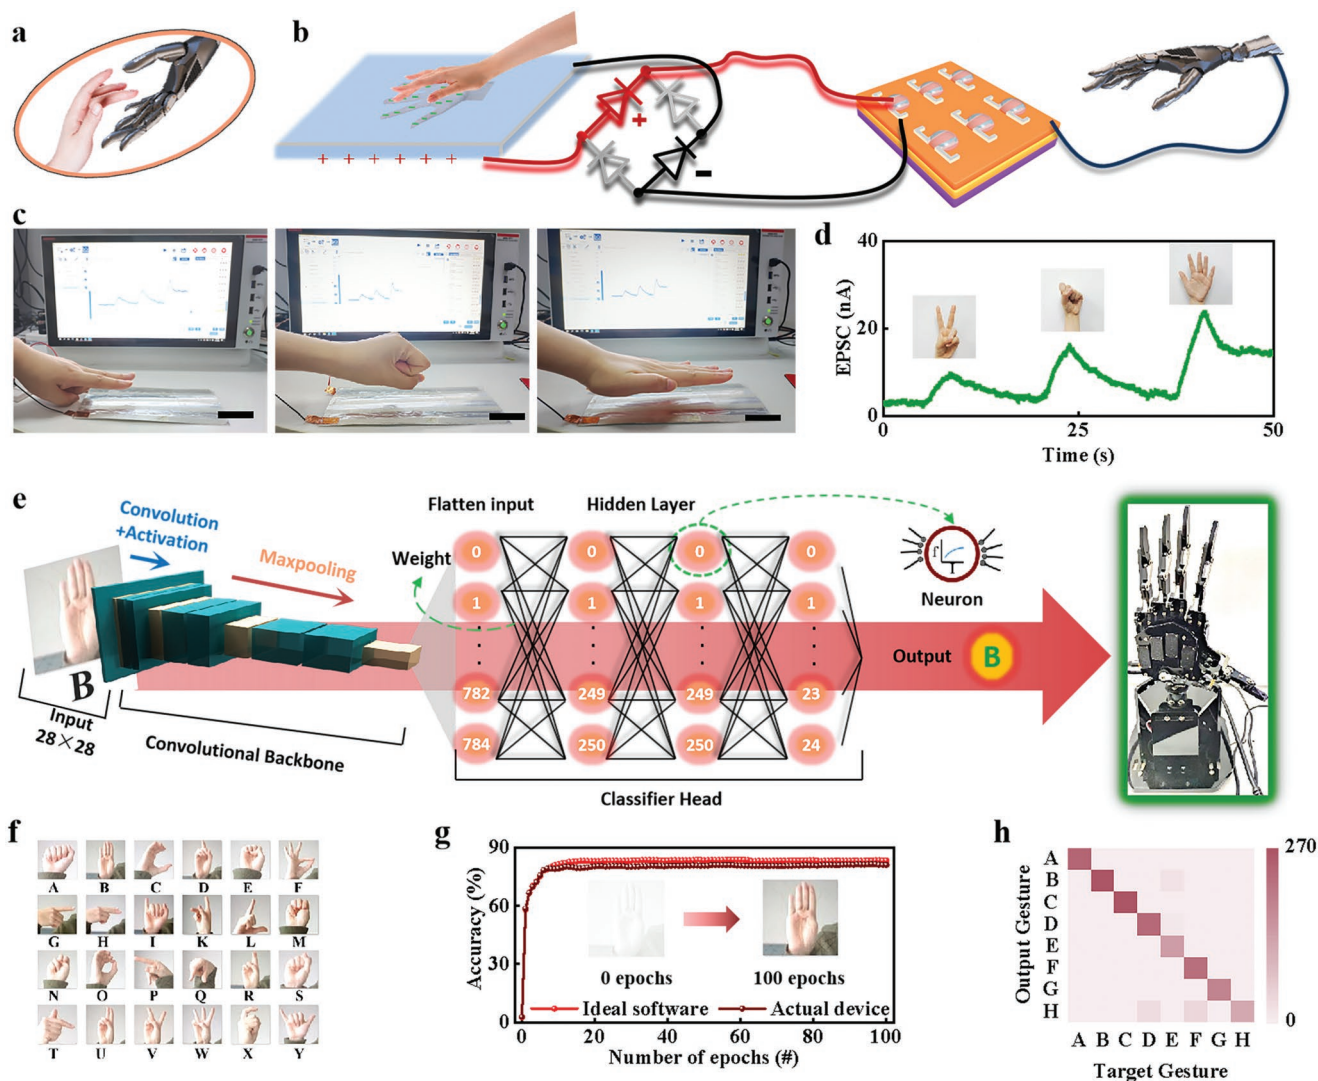 a
b
+
−
+ + + + + +
c
d
40
20
0
EPSC (nA)
0
25
50
Time (s)
e
Convolution
+Activation
Maxpooling
Flatten input
Hidden Layer
Weight
0 0 0 0
1 1 1 1
782 249 249 23
784 250 250 24
f
Neuron
Output B
B
Input
28×28
Convolutional Backbone
Classifier Head
f
A B C D E F
G H I K L M
N O P Q R S
T U V W X Y
g
90
60
30
0
Accuracy (%)
0 epochs
100 epochs
Ideal software
Actual device
20 40 60 80 100
Number of epochs (#)
h
Output Gesture
A
B
C
D
E
F
G
H
A B C D E F G H
Target Gesture
270
0